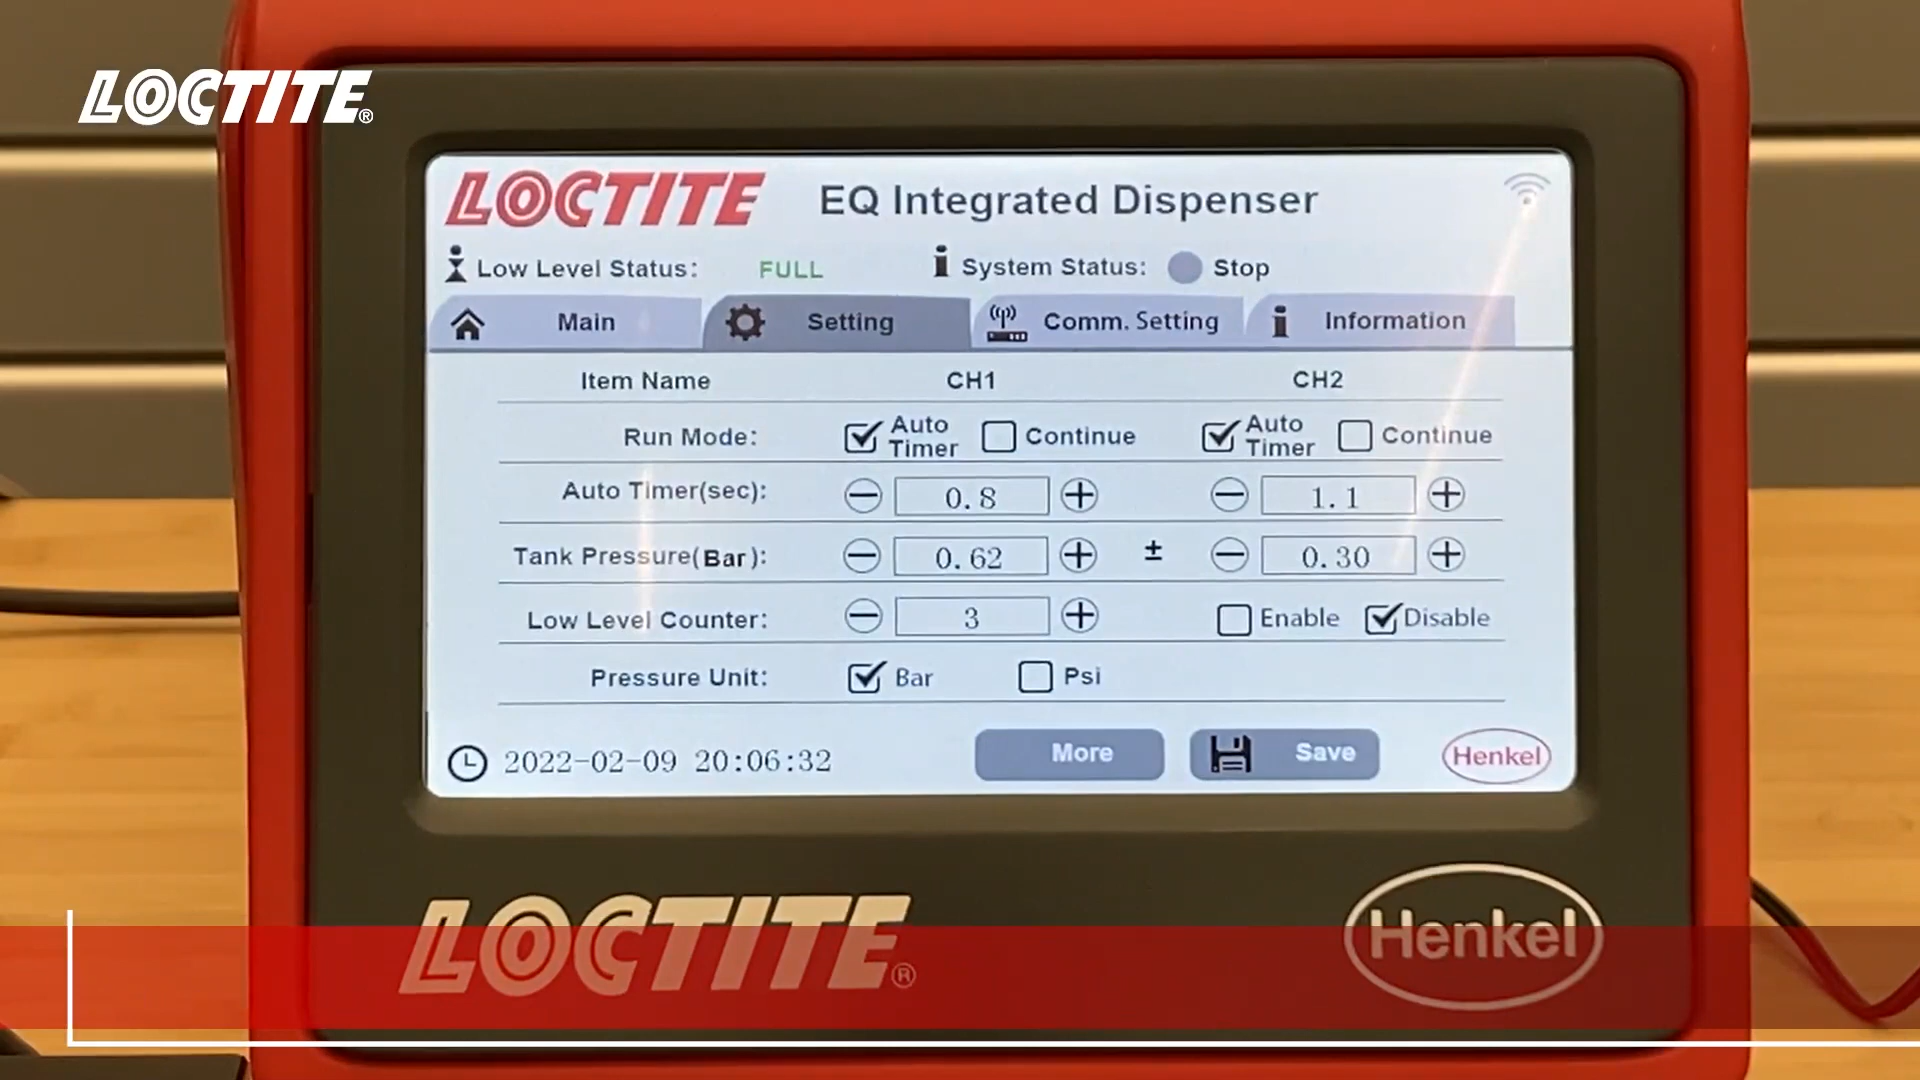 LOCTITE®
LOCTITE EQ Integrated Dispenser
Low Level Status: FULL System Status: Stop
Main Setting Comm. Setting Information
Item Name CH1 CH2
Run Mode: Auto Timer Continue Auto Timer Continue
Auto Timer(sec): 0.8 1.1
Tank Pressure(Bar): 0.62 ± 0.30
Low Level Counter: 3 Enable Disable
Pressure Unit: Bar Psi
2022-02-09 20:06:32 More Save Henkel
LOCTITE® Henkel